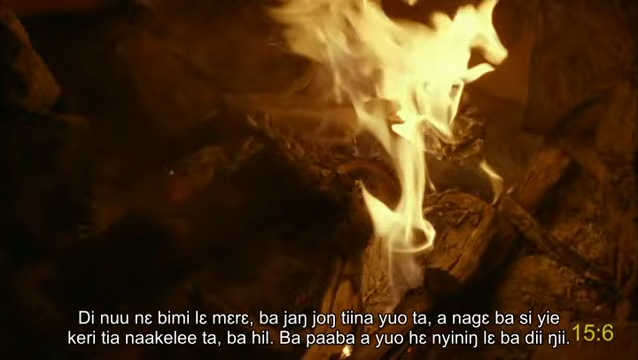 Di nuu nɛ bimi lɛ mɛrɛ, ba jaŋ joŋ tiina yuo ta, a nagɛ ba si yie
keri tia naakelee ta, ba hil. Ba paaba a yuo hɛ nyiniŋ lɛ ba dii ŋii.
15:6